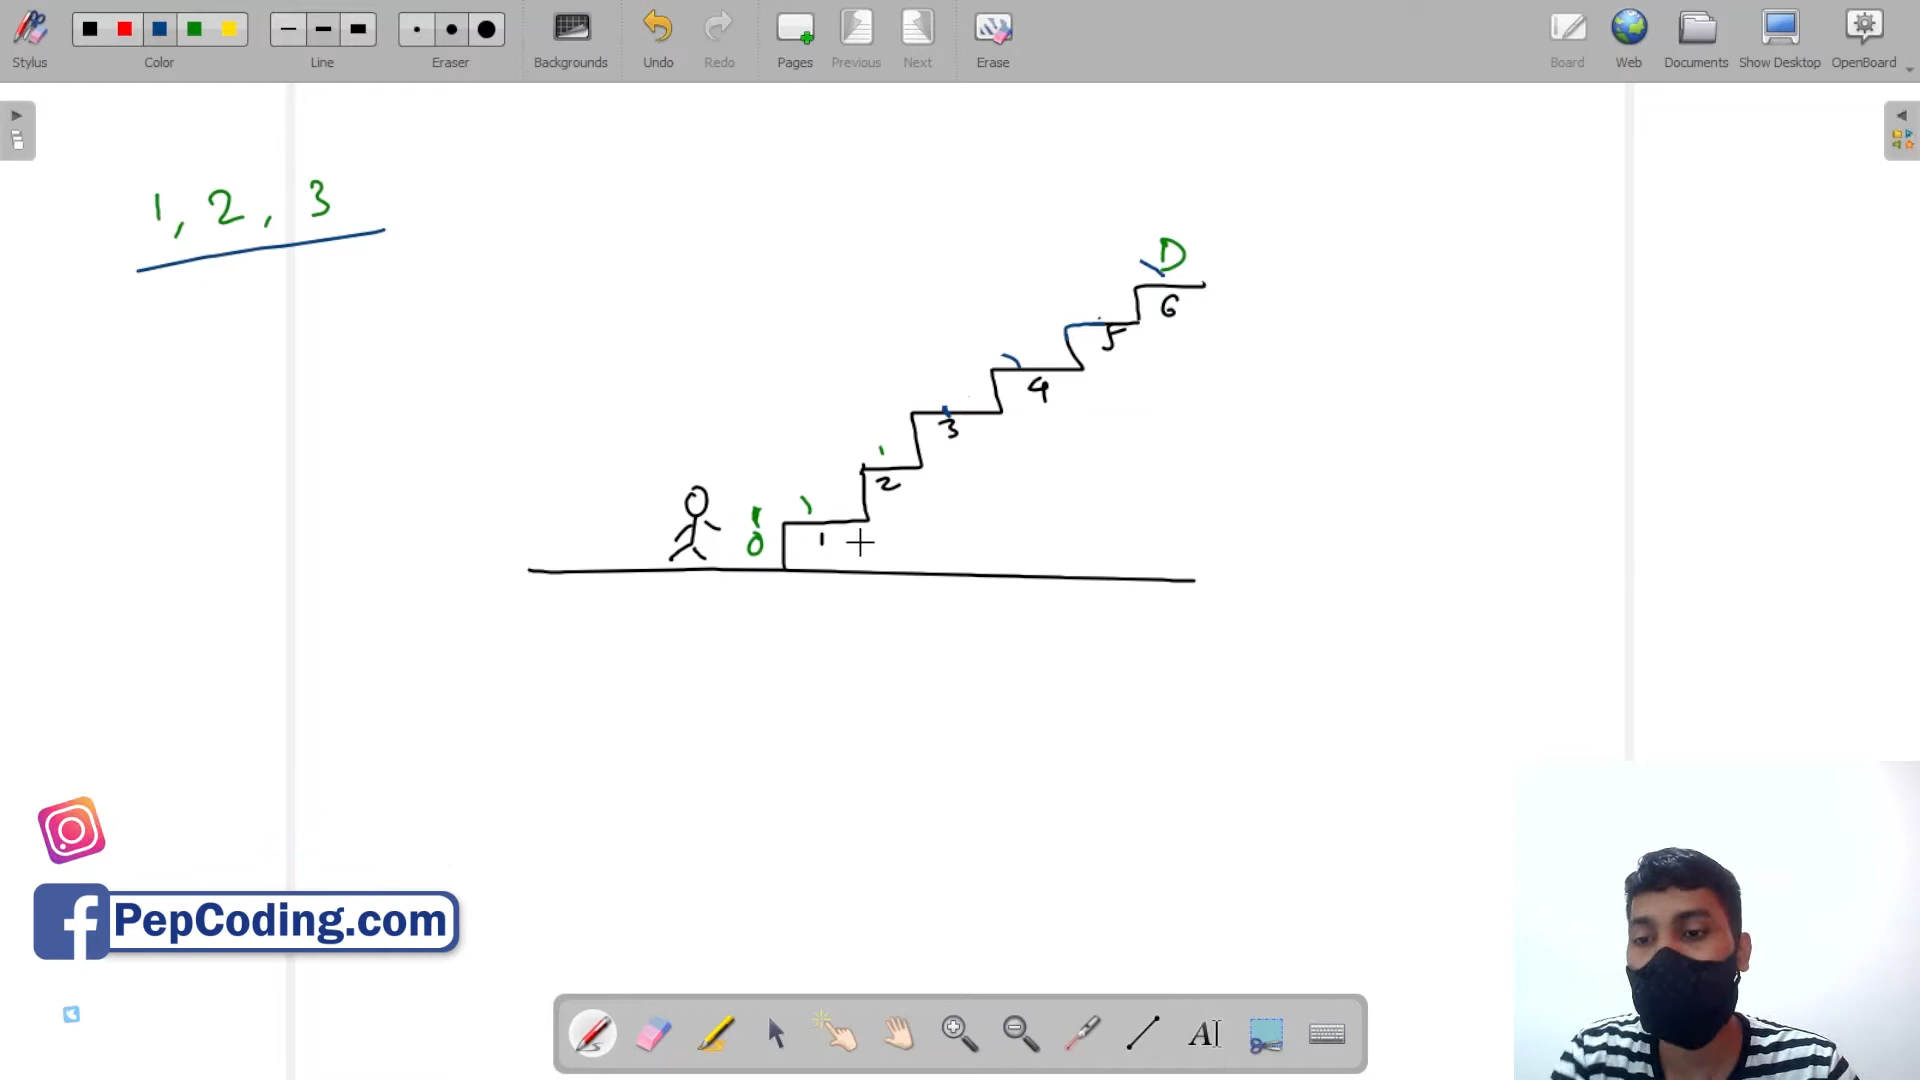 Stylus
Color
Line
Eraser
Backgrounds
Undo
Redo
Pages
Previous
Next
Erase
Board
Web
Documents
Show Desktop
OpenBoard
1, 2, 3
D
6
5
4
3
2
0
1
PepCoding.com